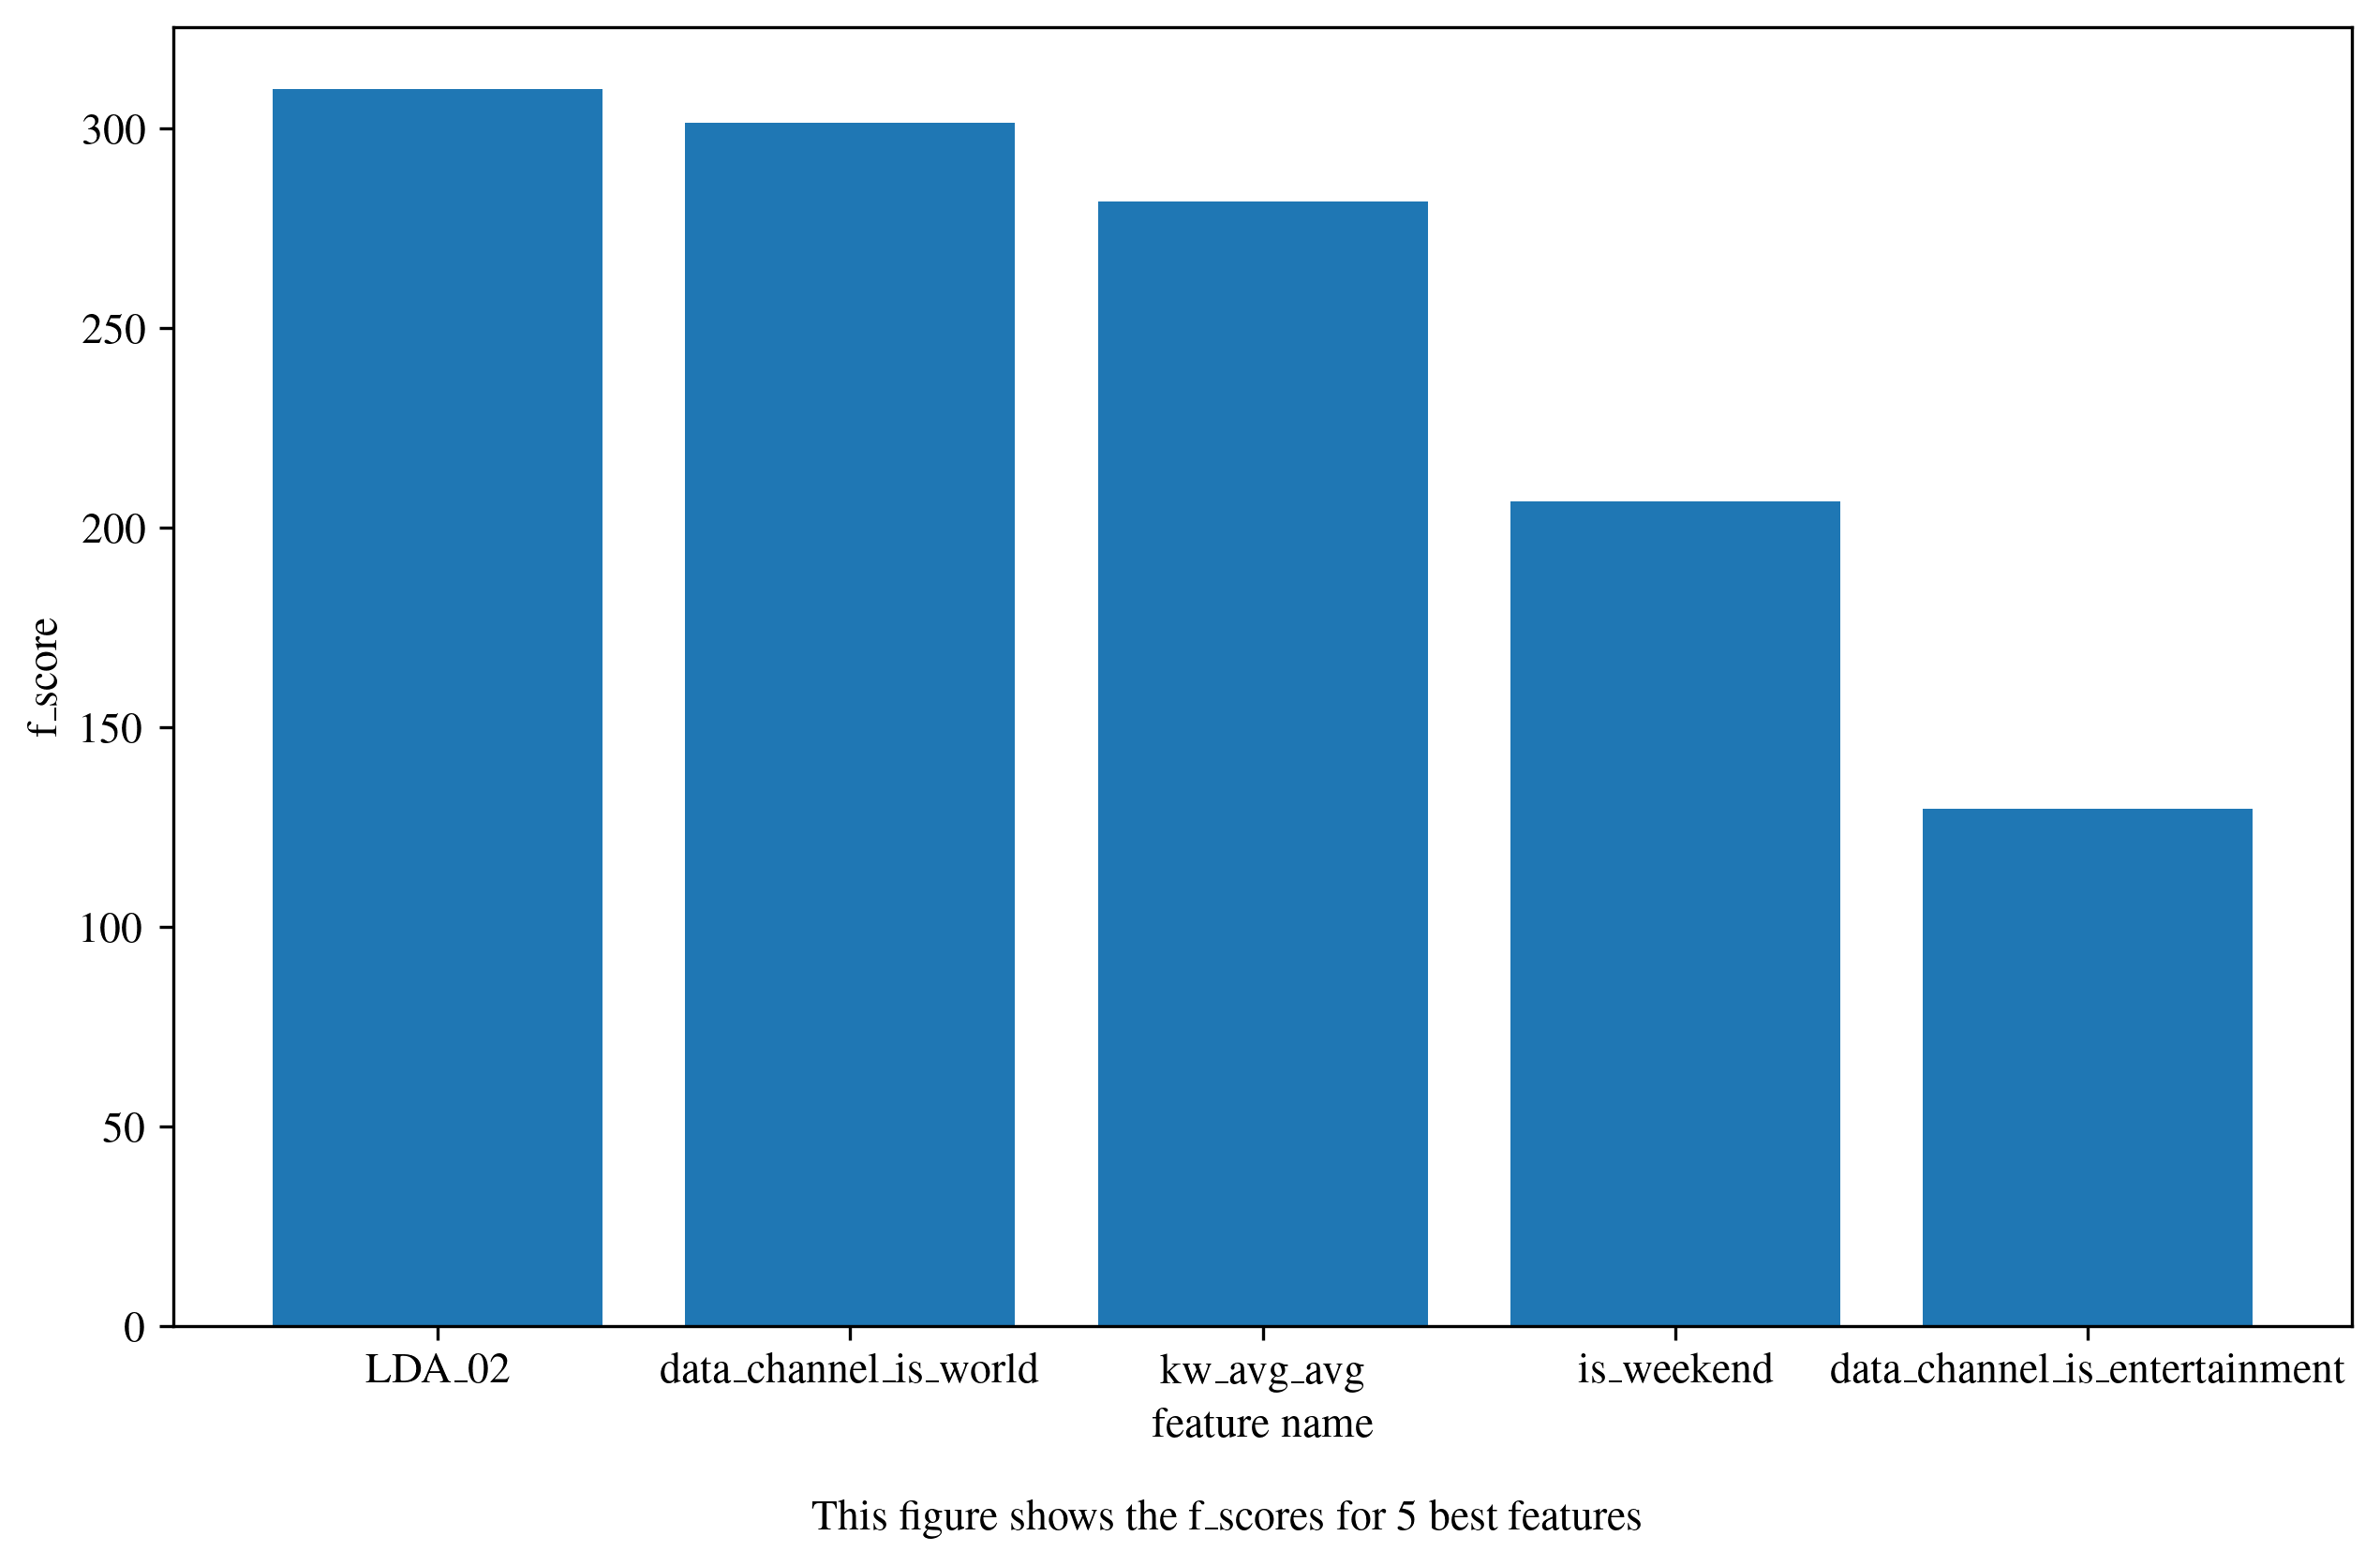 300
250
200
150
100
50
0
f_score
LDA_02 data_channel_is_world kw_avg_avg is_weekend data_channel_is_entertainment
feature name
This figure shows the f_scores for 5 best features